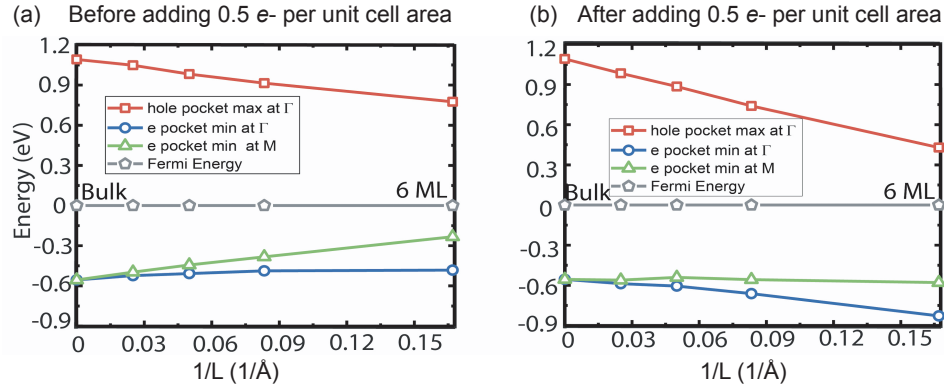 (a) Before adding 0.5 e- per unit cell area
1.2
0.9
0.6
0.3
0
-0.3
-0.6
-0.9
Energy (eV)
hole pocket max at Γ
e pocket min at Γ
e pocket min at M
Fermi Energy
Bulk
6 ML
0 0.03 0.06 0.09 0.12 0.15
1/L (1/Å)
(b) After adding 0.5 e- per unit cell area
1.2
0.9
0.6
0.3
0
-0.3
-0.6
-0.9
hole pocket max at Γ
e pocket min at Γ
e pocket min at M
Fermi Energy
Bulk
6 ML
0 0.03 0.06 0.09 0.12 0.15
1/L (1/Å)